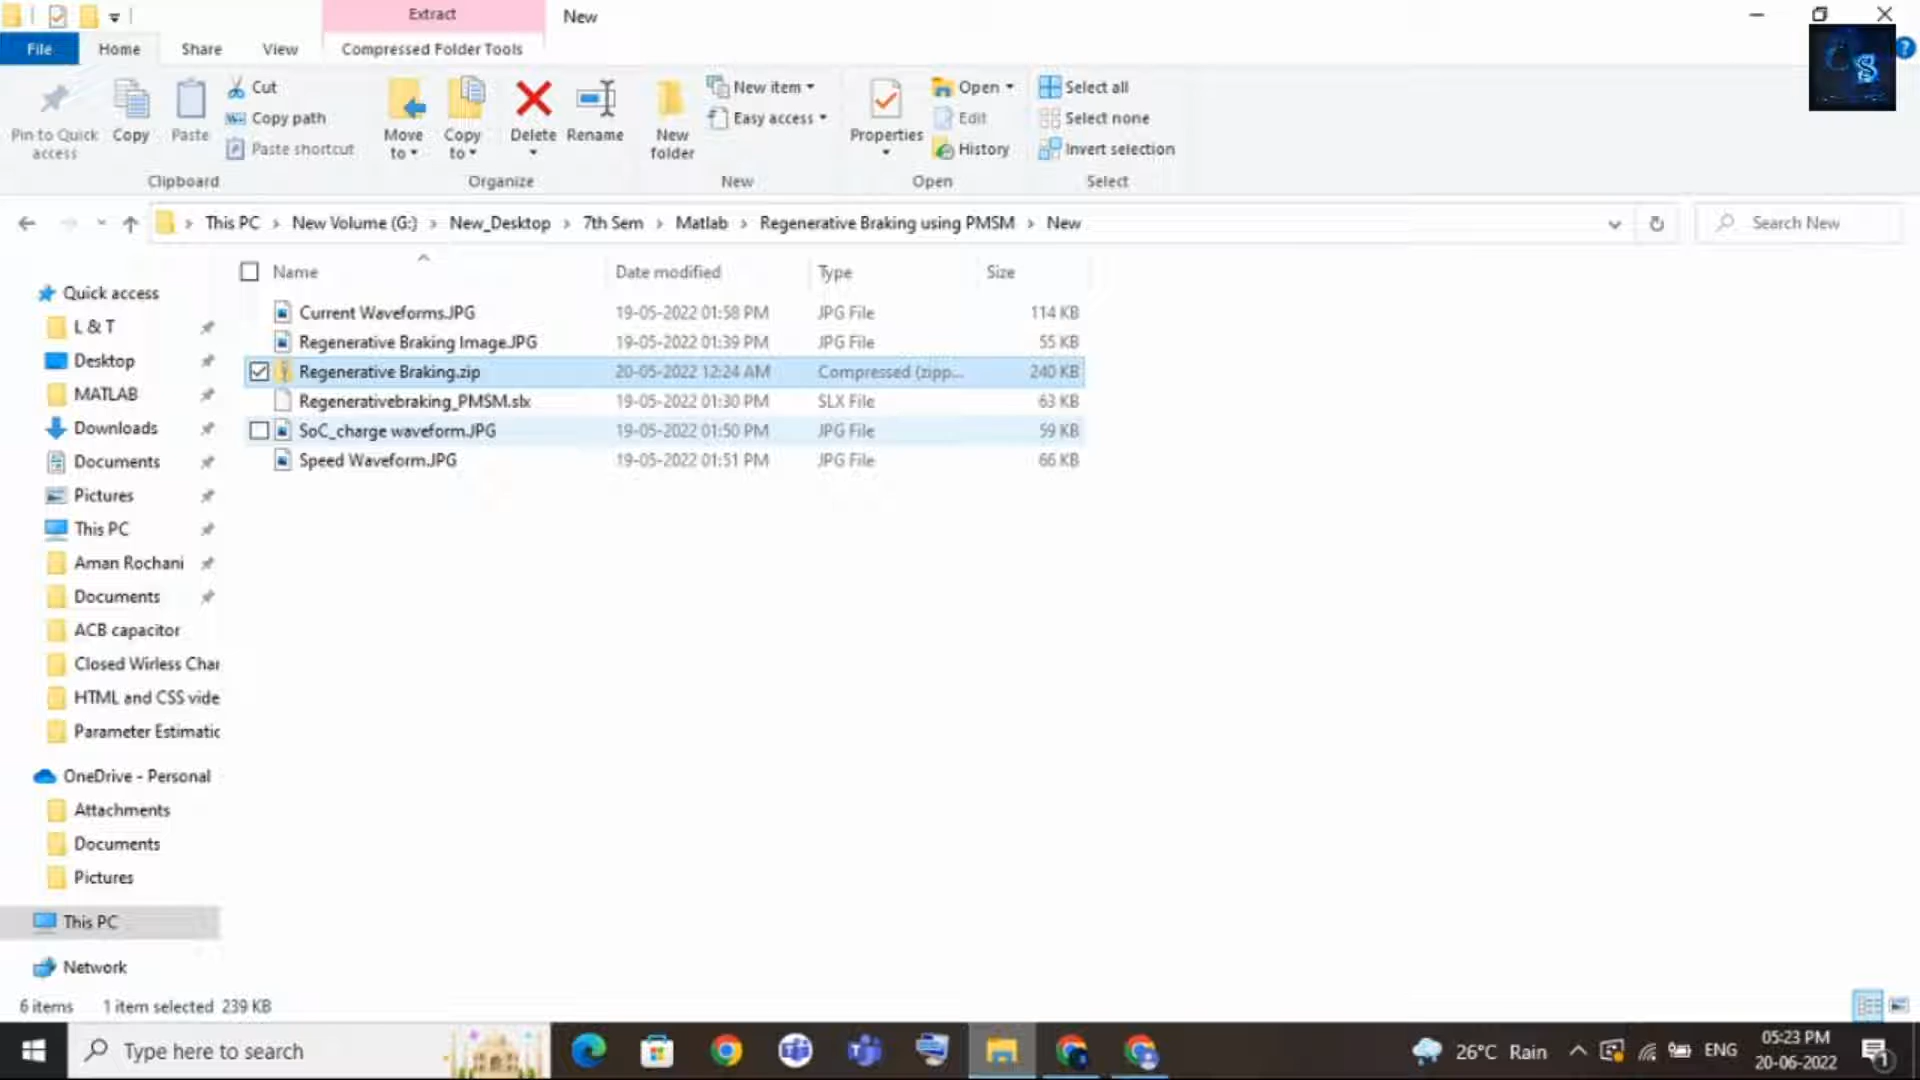 Extract
New
File
Home
Share
View
Compressed Folder Tools
Pin to Quick access
Copy
Paste
Cut
Copy path
Paste shortcut
Move to
Copy to
Delete
Rename
New folder
New item
Easy access
Properties
Open
Edit
History
Select all
Select none
Invert selection
Clipboard
Organize
New
Open
Select
This PC › New Volume (G:) › New_Desktop › 7th Sem › Matlab › Regenerative Braking using PMSM › New
Search New
Name Date modified Type Size
Current Waveforms.JPG 19-05-2022 01:58 PM JPG File 114 KB
Regenerative Braking Image.JPG 19-05-2022 01:39 PM JPG File 55 KB
Regenerative Braking.zip 20-05-2022 12:24 AM Compressed (zipp... 240 KB
Regenerativebraking_PMSM.slx 19-05-2022 01:30 PM SLX File 63 KB
SoC_charge waveform.JPG 19-05-2022 01:50 PM JPG File 59 KB
Speed Waveform.JPG 19-05-2022 01:51 PM JPG File 66 KB
Quick access
L & T
Desktop
MATLAB
Downloads
Documents
Pictures
This PC
Aman Rochani
Documents
ACB capacitor
Closed Wirless Char
HTML and CSS vide
Parameter Estimatic
OneDrive - Personal
Attachments
Documents
Pictures
This PC
Network
6 items 1 item selected 239 KB
Type here to search
26°C Rain
ENG
05:23 PM
20-06-2022
1